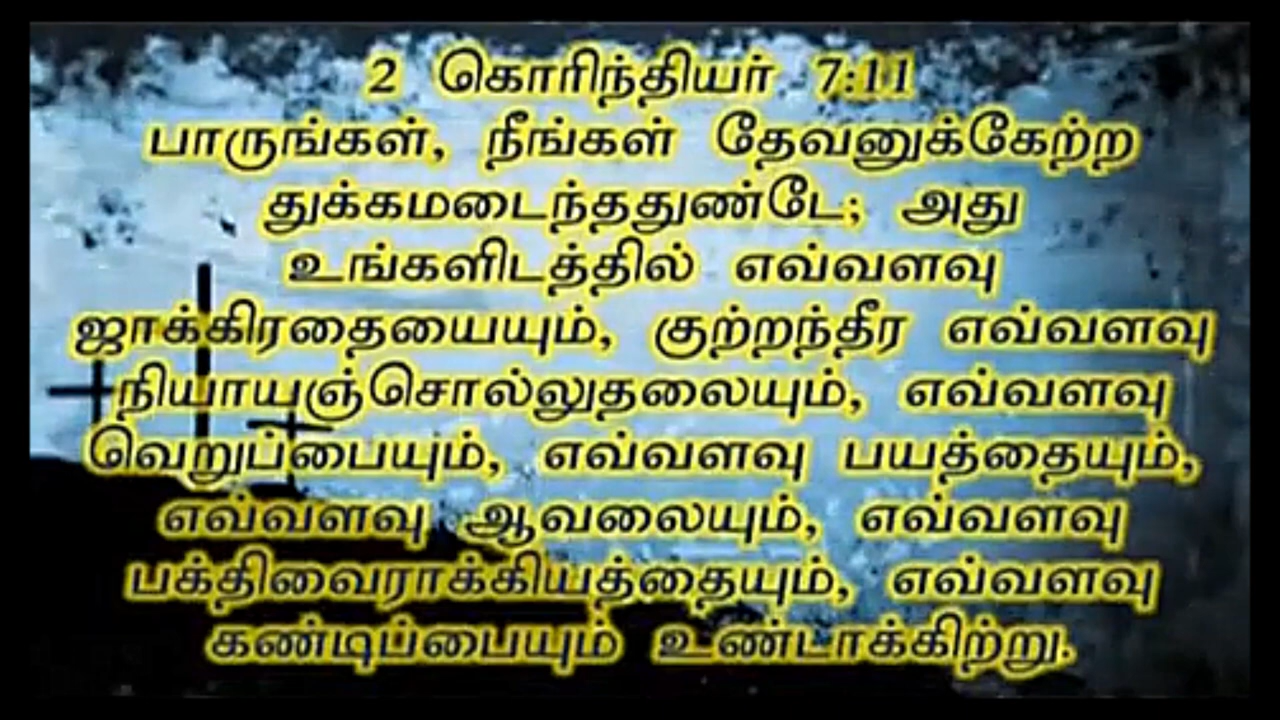 2 கொரிந்தியர் 7:11
பாருங்கள், நீங்கள் தேவனுக்கேற்ற
துக்கமடைந்ததுண்டே; அது
உங்களிடத்தில் எவ்வளவு
ஜாக்கிரதையையும், குற்றந்தீர எவ்வளவு
நியாயஞ்சொல்லுதலையும், எவ்வளவு
வெறுப்பையும், எவ்வளவு பயத்தையும்,
எவ்வளவு ஆவலையும், எவ்வளவு
பக்திவைராக்கியத்தையும், எவ்வளவு
கண்டிப்பையும் உண்டாக்கிற்று.